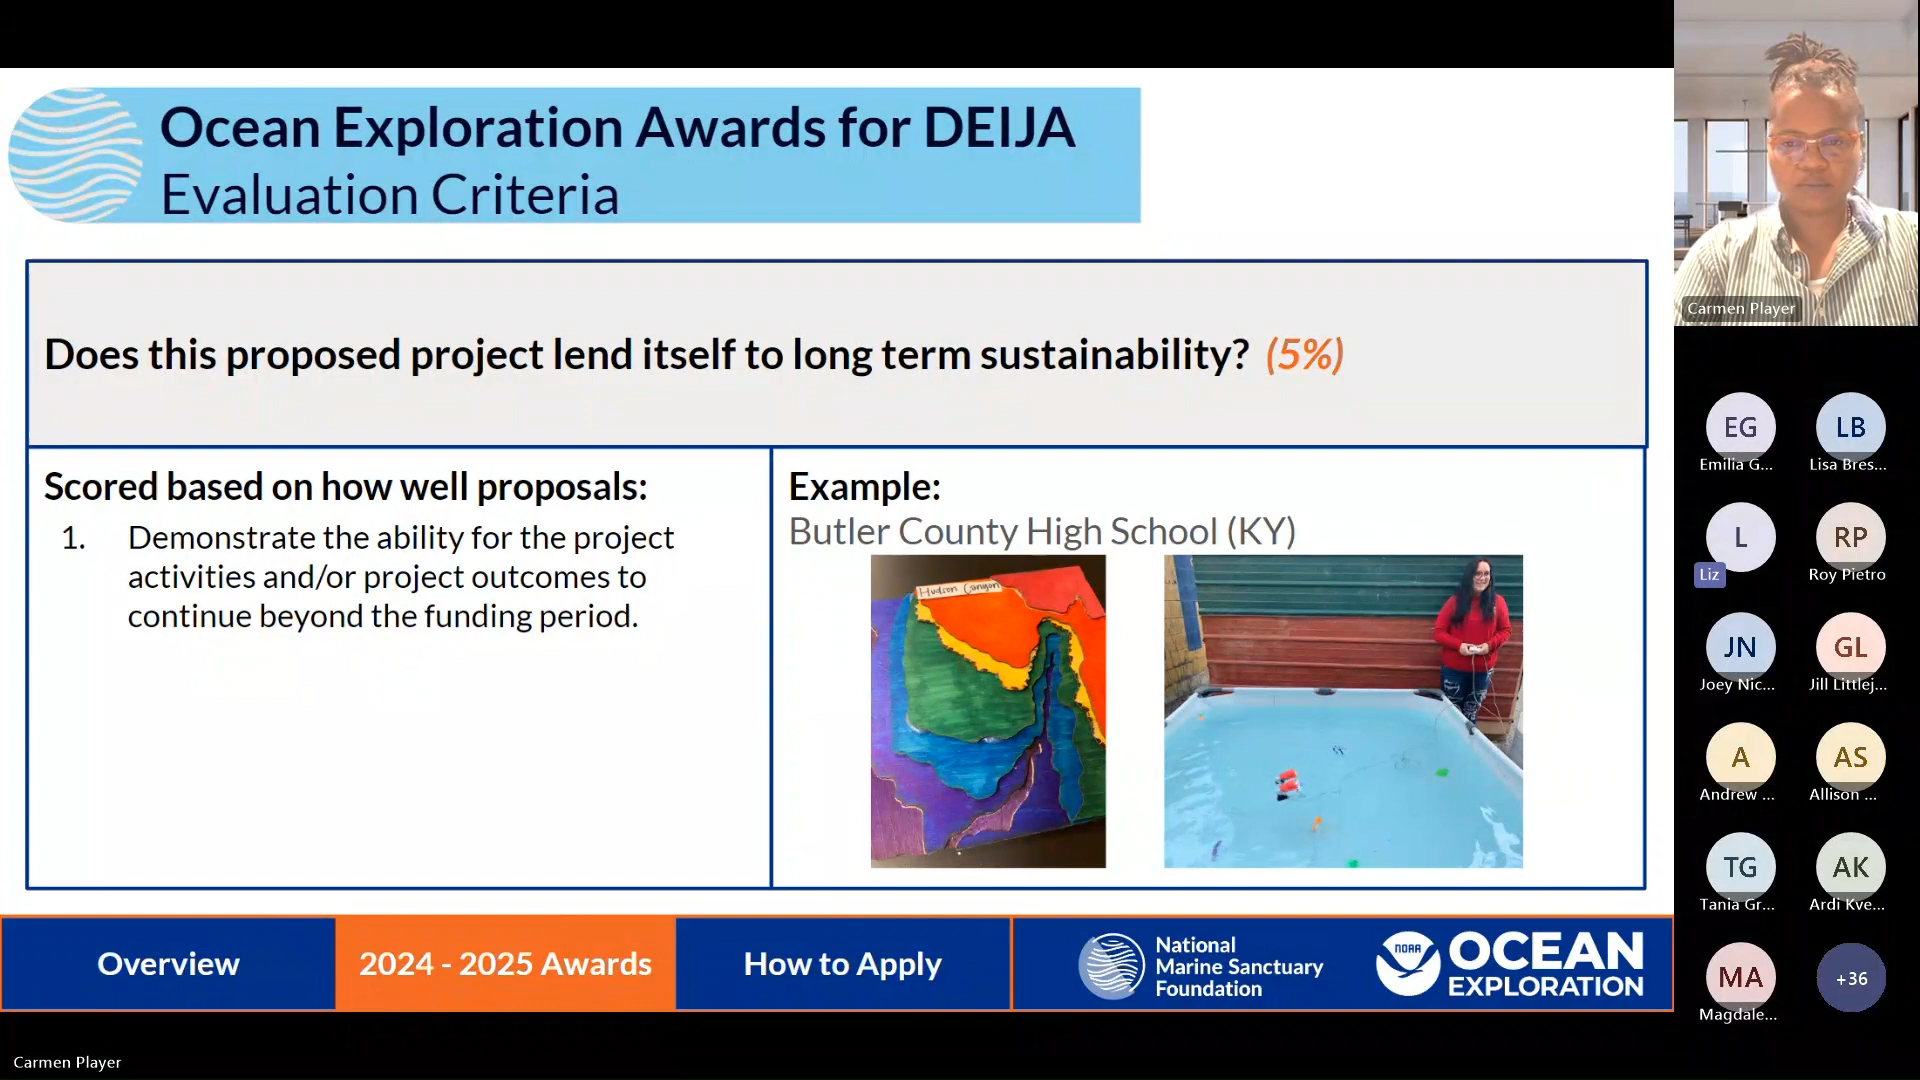 Ocean Exploration Awards for DEIJA
Evaluation Criteria
Does this proposed project lend itself to long term sustainability? (5%)
Scored based on how well proposals:
1. Demonstrate the ability for the project
activities and/or project outcomes to
continue beyond the funding period.
Example:
Butler County High School (KY)
Hudson Canyon
Overview
2024 - 2025 Awards
How to Apply
National
Marine Sanctuary
Foundation
NOAA
OCEAN
EXPLORATION
Carmen Player
Carmen Player
EG
Emilia G...
LB
Lisa Bres...
L
Liz
RP
Roy Pietro
JN
Joey Nic...
GL
Jill Littlej...
A
Andrew ...
AS
Allison ...
TG
Tania Gr...
AK
Ardi Kve...
MA
Magdale...
+36